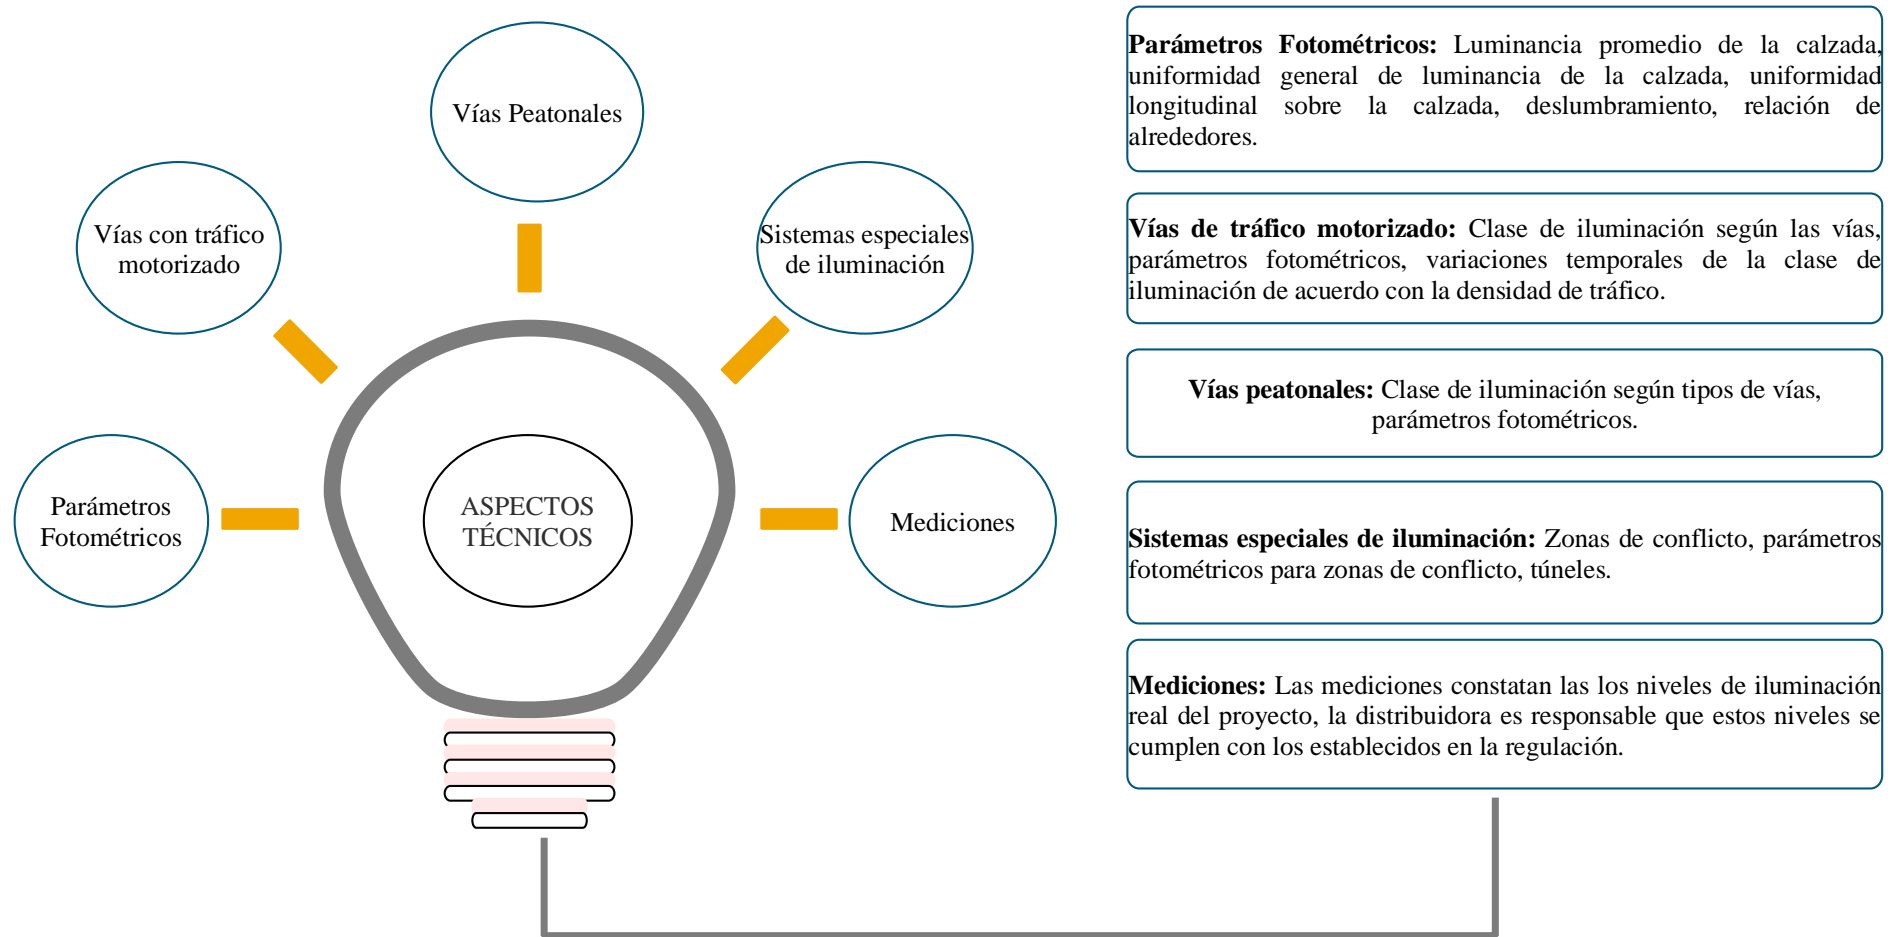 Vías Peatonales
Vías con tráfico
motorizado
Sistemas especiales
de iluminación
Parámetros
Fotométricos
ASPECTOS
TÉCNICOS
Mediciones
Parámetros Fotométricos: Luminancia promedio de la calzada,
uniformidad general de luminancia de la calzada, uniformidad
longitudinal sobre la calzada, deslumbramiento, relación de
alrededores.
Vías de tráfico motorizado: Clase de iluminación según las vías,
parámetros fotométricos, variaciones temporales de la clase de
iluminación de acuerdo con la densidad de tráfico.
Vías peatonales: Clase de iluminación según tipos de vías,
parámetros fotométricos.
Sistemas especiales de iluminación: Zonas de conflicto, parámetros
fotométricos para zonas de conflicto, túneles.
Mediciones: Las mediciones constatan las los niveles de iluminación
real del proyecto, la distribuidora es responsable que estos niveles se
cumplen con los establecidos en la regulación.